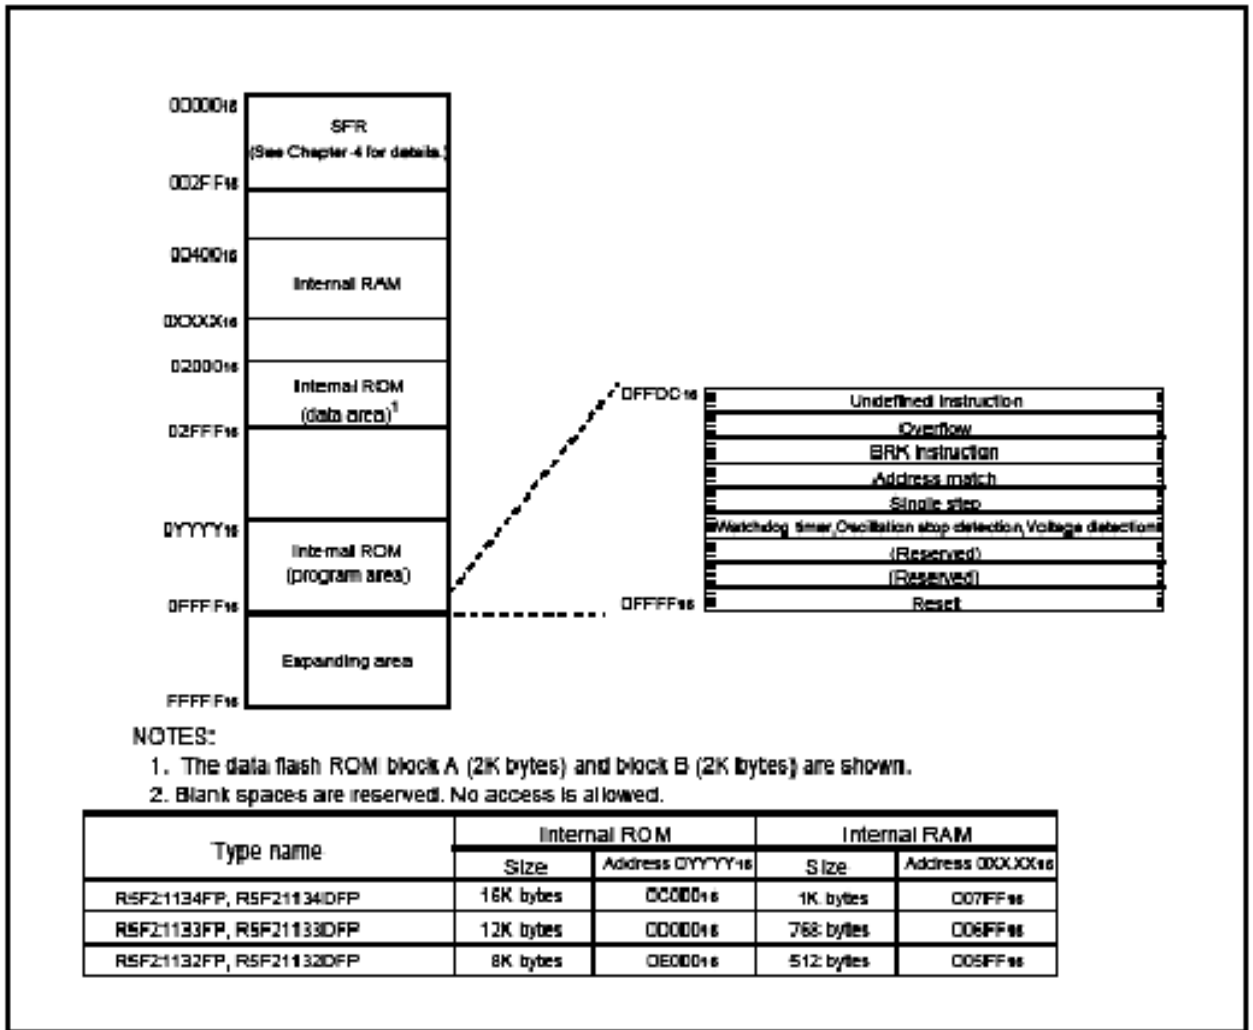 0000016
SFR
(See Chapter 4 for details.)
002FF16
0040016
Internal RAM
0XXXX16
0200016
Internal ROM
(data area)1
02FFF16
0YYYY16
Internal ROM
(program area)
0FFFF16
Expanding area
FFFFF16
0FFDC16
Undefined instruction
Overflow
BRK instruction
Address match
Single step
Watchdog timer,Oscillation stop detection,Voltage detection
(Reserved)
(Reserved)
Reset
0FFFF16
NOTES:
1. The data flash ROM block A (2K bytes) and block B (2K bytes) are shown.
2. Blank spaces are reserved. No access is allowed.
Type name Internal ROM Internal RAM
Size Address 0YYYY16 Size Address 0XXXX16
R5F21134FP, R5F21134DFP 16K bytes 0C00016 1K bytes 007FF16
R5F21133FP, R5F21133DFP 12K bytes 0D00016 768 bytes 006FF16
R5F21132FP, R5F21132DFP 8K bytes 0E00016 512 bytes 005FF16